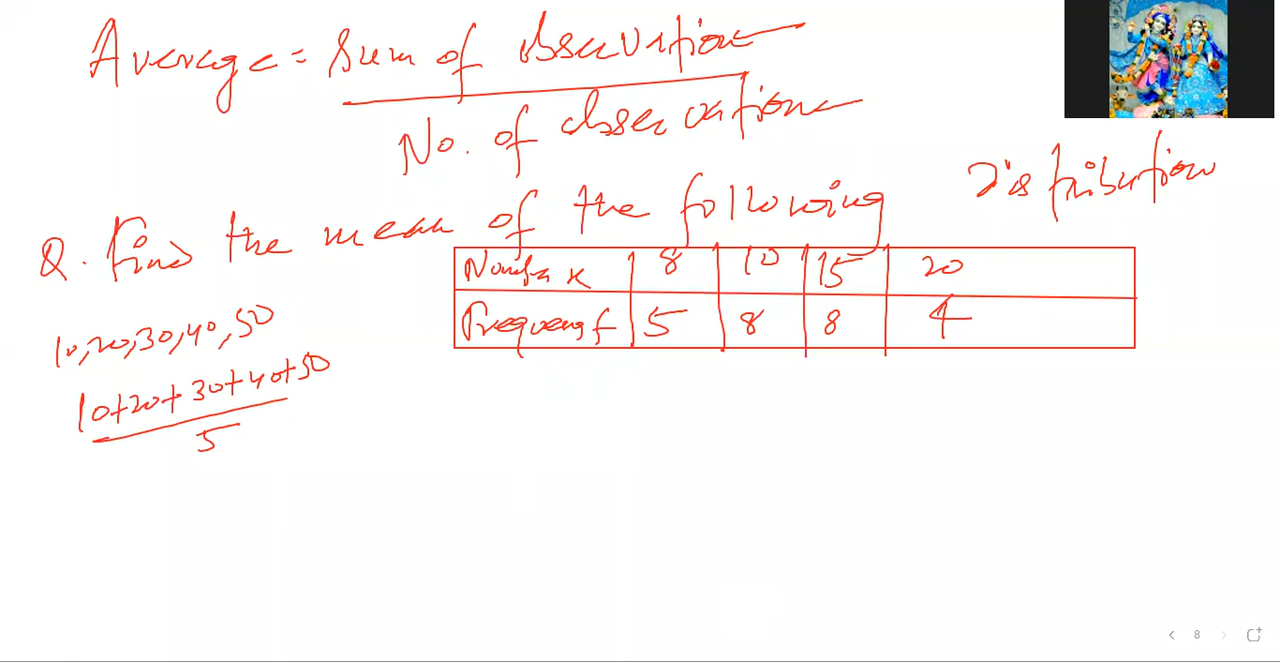 Average = Sum of observation
No. of observation
Q. Find the mean of the following distribution
Number x 8 10 15 20
Frequency f 5 8 8 4
10, 20, 30, 40, 50
10+20+30+40+50
5
8